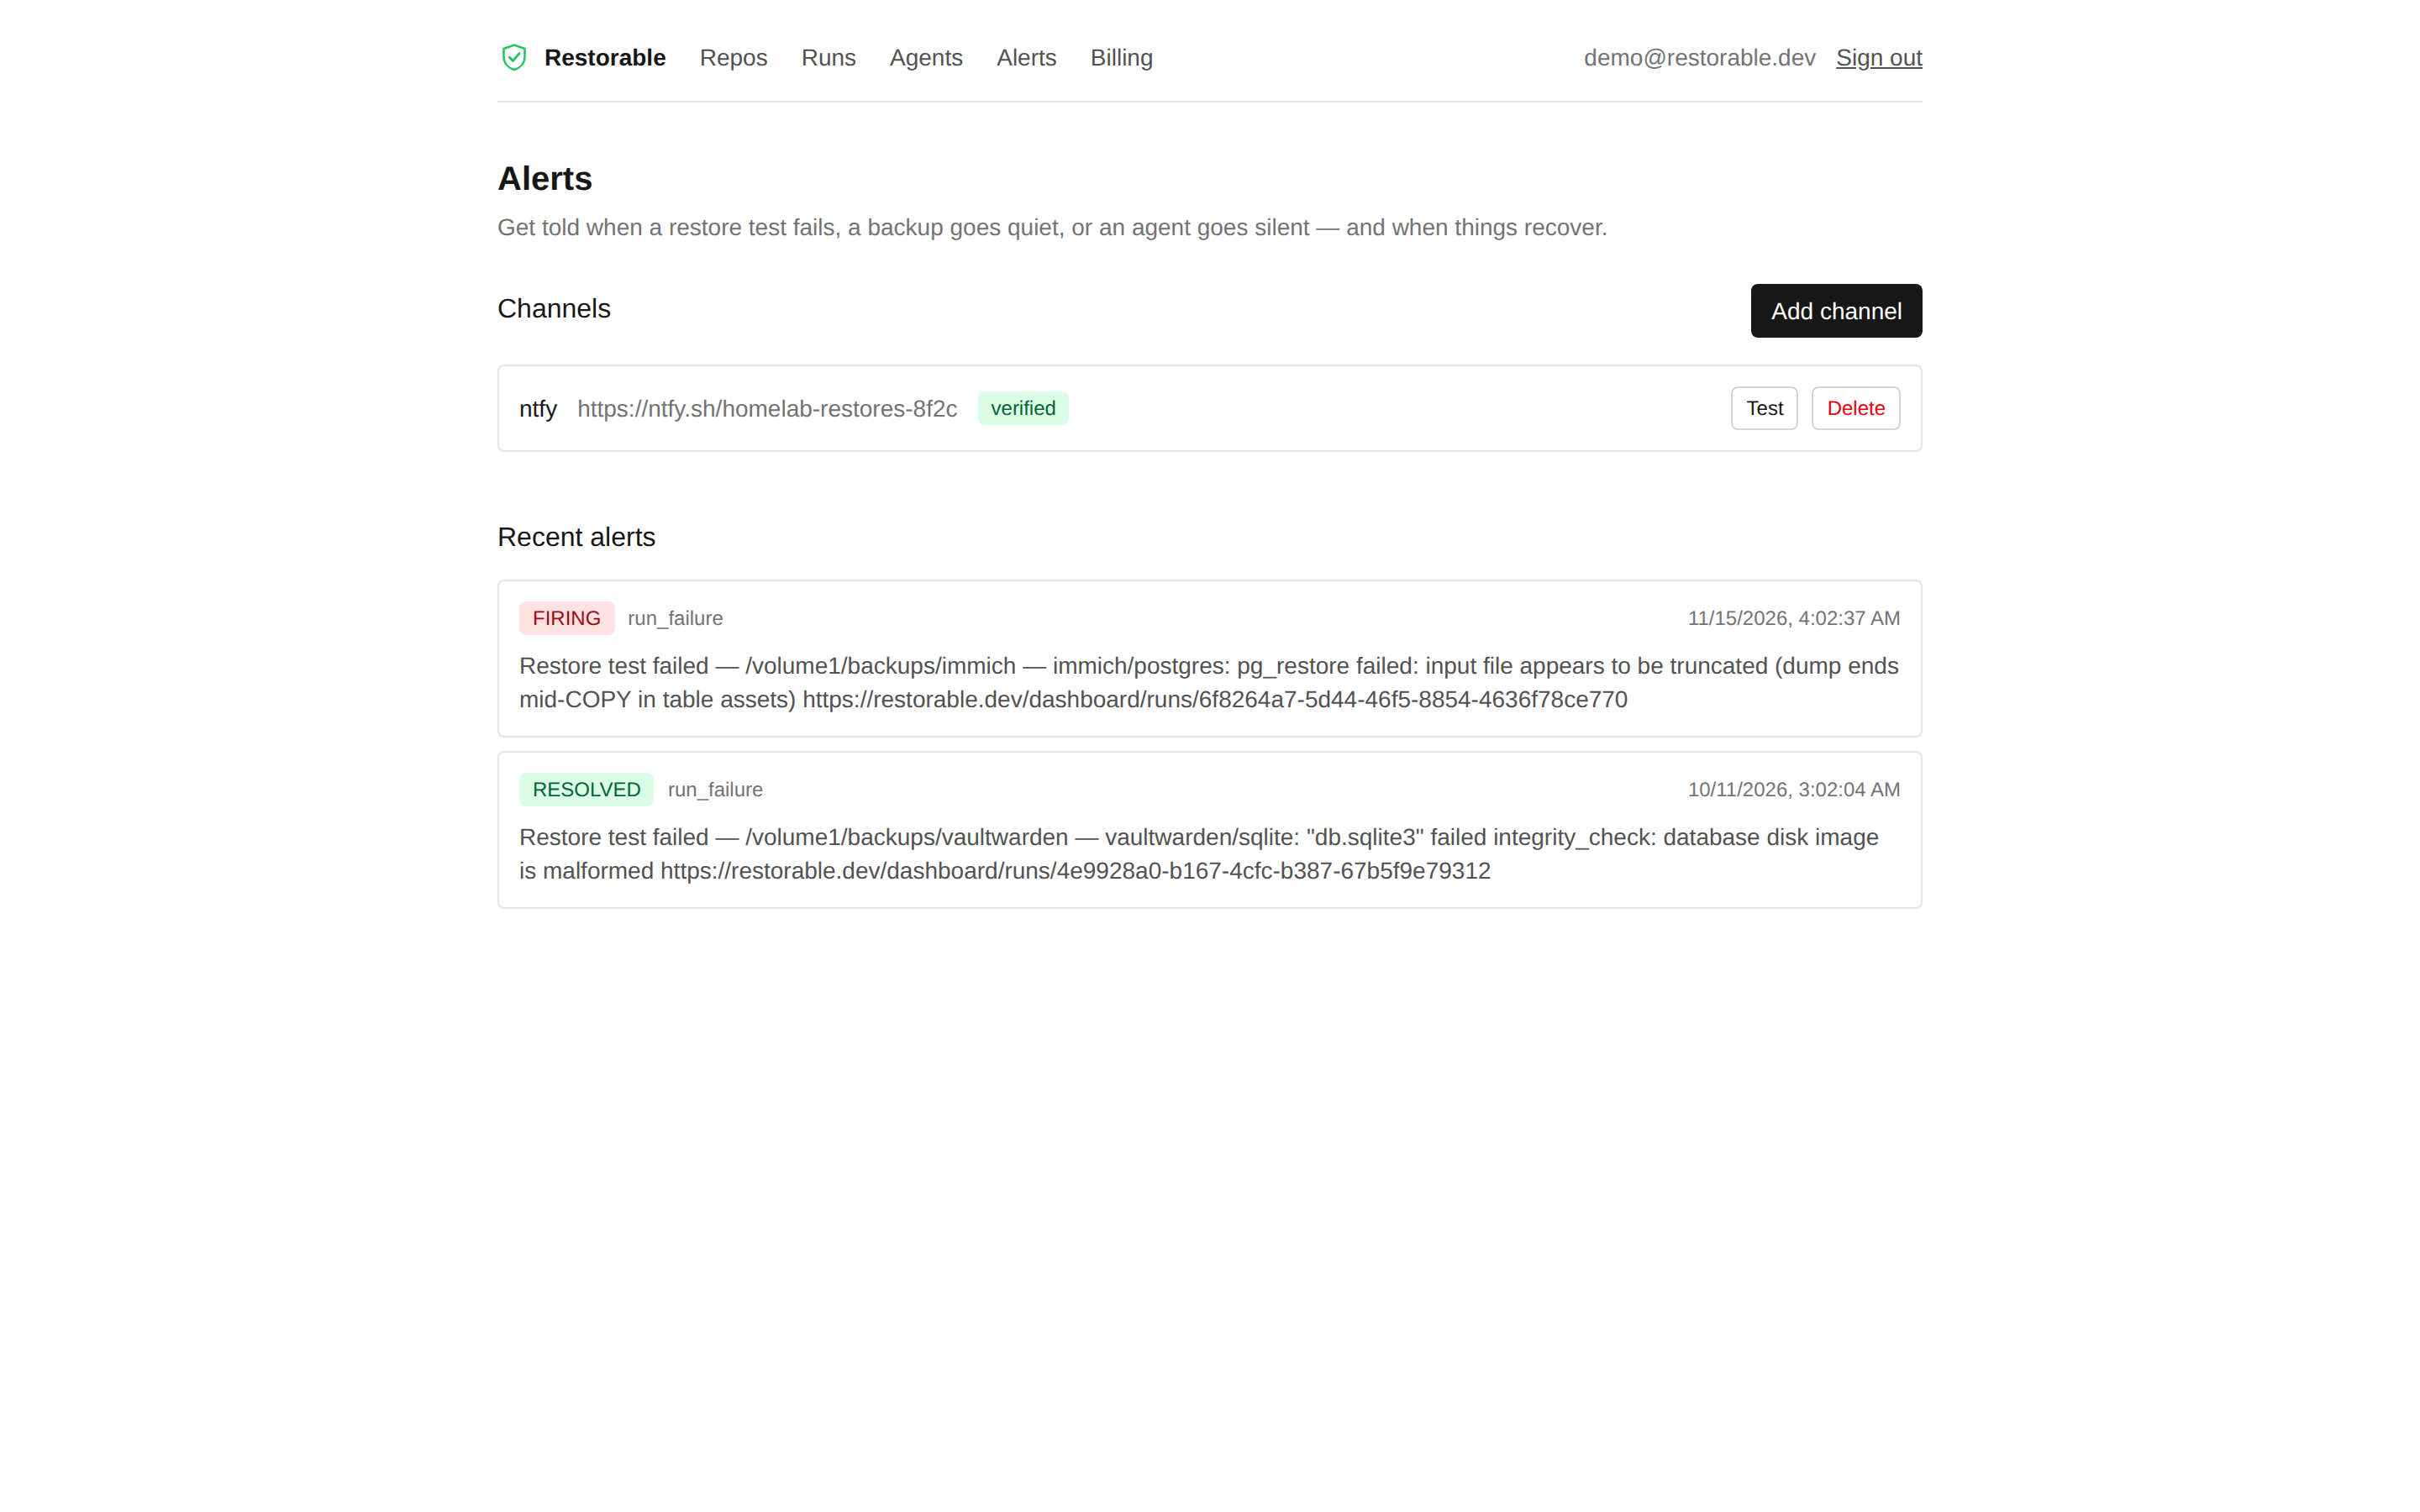 Restorable Repos Runs Agents Alerts Billing demo@restorable.dev Sign out
Alerts
Get told when a restore test fails, a backup goes quiet, or an agent goes silent — and when things recover.
Channels Add channel
ntfy https://ntfy.sh/homelab-restores-8f2c verified Test Delete
Recent alerts
FIRING run_failure 11/15/2026, 4:02:37 AM
Restore test failed — /volume1/backups/immich — immich/postgres: pg_restore failed: input file appears to be truncated (dump ends
mid-COPY in table assets) https://restorable.dev/dashboard/runs/6f8264a7-5d44-46f5-8854-4636f78ce770
RESOLVED run_failure 10/11/2026, 3:02:04 AM
Restore test failed — /volume1/backups/vaultwarden — vaultwarden/sqlite: "db.sqlite3" failed integrity_check: database disk image
is malformed https://restorable.dev/dashboard/runs/4e9928a0-b167-4cfc-b387-67b5f9e79312